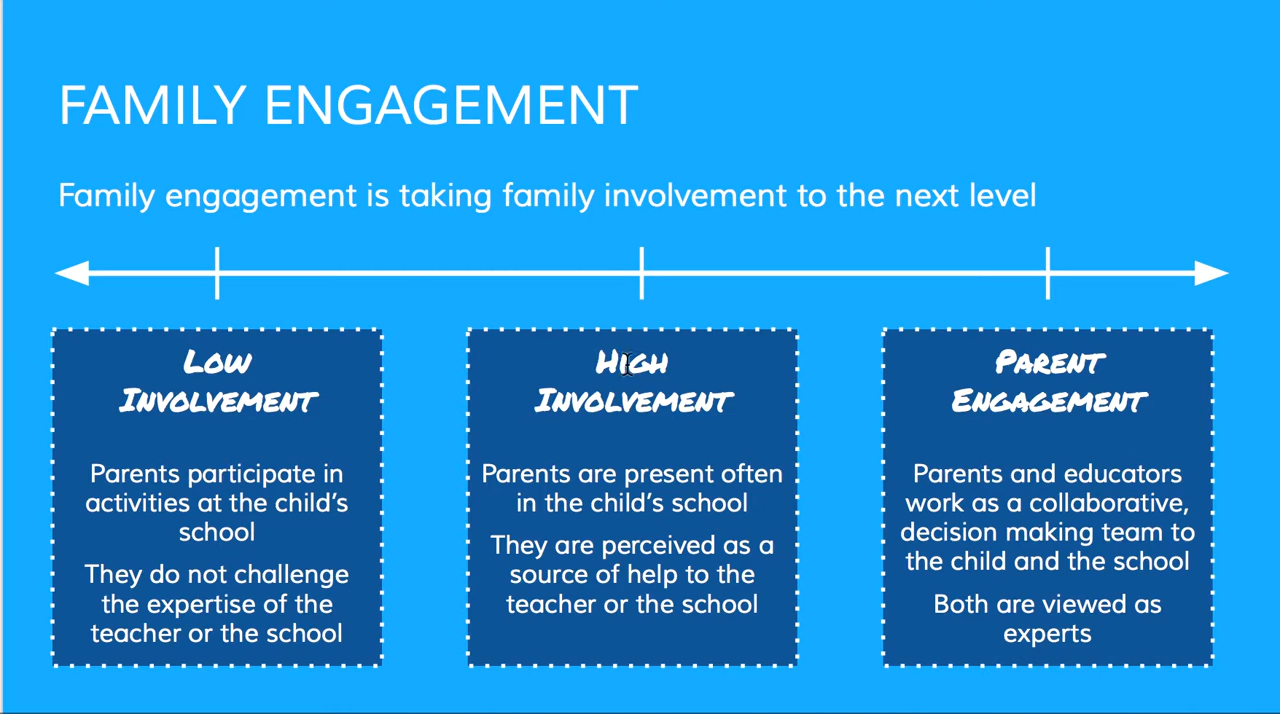 FAMILY ENGAGEMENT
Family engagement is taking family involvement to the next level
LOW
INVOLVEMENT
Parents participate in
activities at the child's
school
They do not challenge
the expertise of the
teacher or the school
HIGH
INVOLVEMENT
Parents are present often
in the child's school
They are perceived as a
source of help to the
teacher or the school
PARENT
ENGAGEMENT
Parents and educators
work as a collaborative,
decision making team to
the child and the school
Both are viewed as
experts